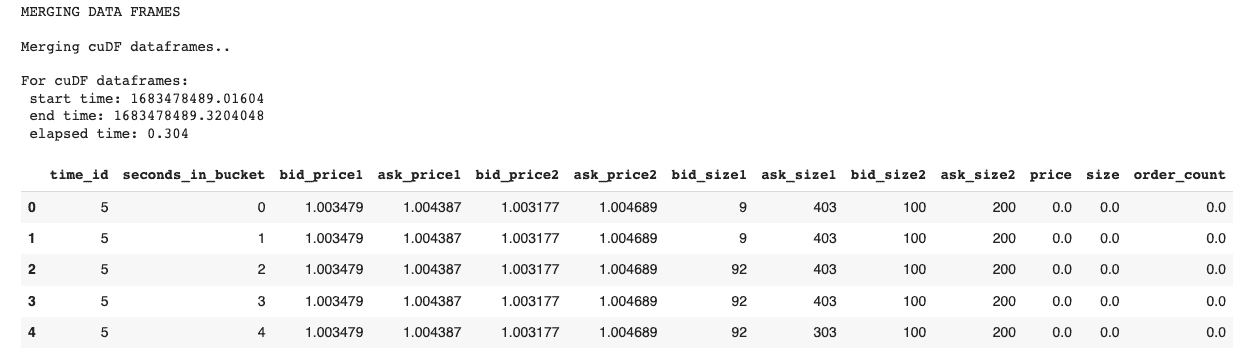 MERGING DATA FRAMES
Merging cuDF dataframes..
For cuDF dataframes:
start time: 1683478489.01604
end time: 1683478489.3204048
elapsed time: 0.304
time_id seconds_in_bucket bid_price1 ask_price1 bid_price2 ask_price2 bid_size1 ask_size1 bid_size2 ask_size2 price size order_count
0 5 0 1.003479 1.004387 1.003177 1.004689 9 403 100 200 0.0 0.0 0.0
1 5 1 1.003479 1.004387 1.003177 1.004689 9 403 100 200 0.0 0.0 0.0
2 5 2 1.003479 1.004387 1.003177 1.004689 92 403 100 200 0.0 0.0 0.0
3 5 3 1.003479 1.004387 1.003177 1.004689 92 403 100 200 0.0 0.0 0.0
4 5 4 1.003479 1.004387 1.003177 1.004689 92 303 100 200 0.0 0.0 0.0